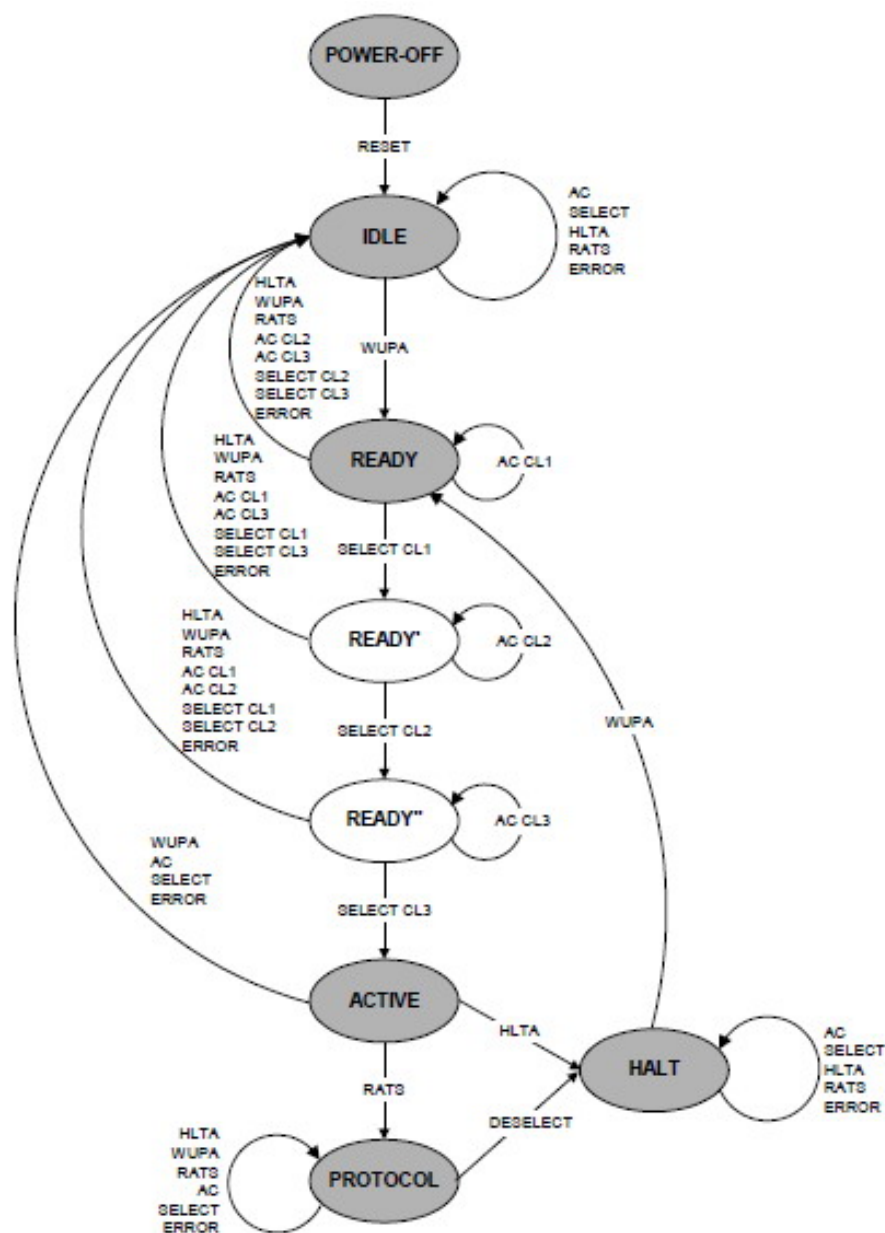 POWER-OFF
RESET
IDLE
AC
SELECT
HLTA
RATS
ERROR
HLTA
WUPA
RATS
AC CL2
AC CL3
SELECT CL2
SELECT CL3
ERROR
WUPA
READY
AC CL1
HLTA
WUPA
RATS
AC CL1
AC CL3
SELECT CL1
SELECT CL3
ERROR
SELECT CL1
READY'
AC CL2
HLTA
WUPA
RATS
AC CL1
AC CL2
SELECT CL1
SELECT CL2
ERROR
SELECT CL2
WUPA
READY"
AC CL3
WUPA
AC
SELECT
ERROR
SELECT CL3
ACTIVE
HLTA
HALT
AC
SELECT
HLTA
RATS
ERROR
RATS
DESELECT
HLTA
WUPA
RATS
AC
SELECT
ERROR
PROTOCOL